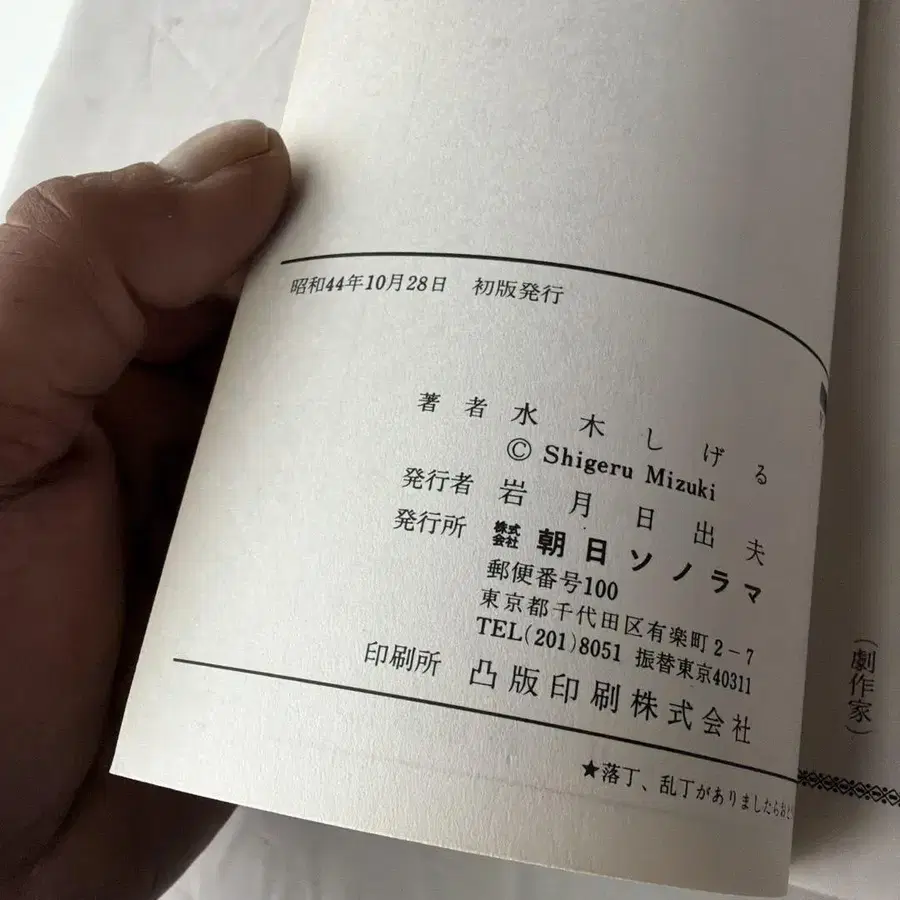 昭和44年10月28日 初版発行
著者 水木しげる
© Shigeru Mizuki
発行者 岩月日出夫
発行所 株式会社 朝日ソノラマ
郵便番号100
東京都千代田区有楽町2-7
TEL(201)8051 振替東京40311
印刷所 凸版印刷株式会社
★落丁、乱丁がありましたらお
(劇作家)